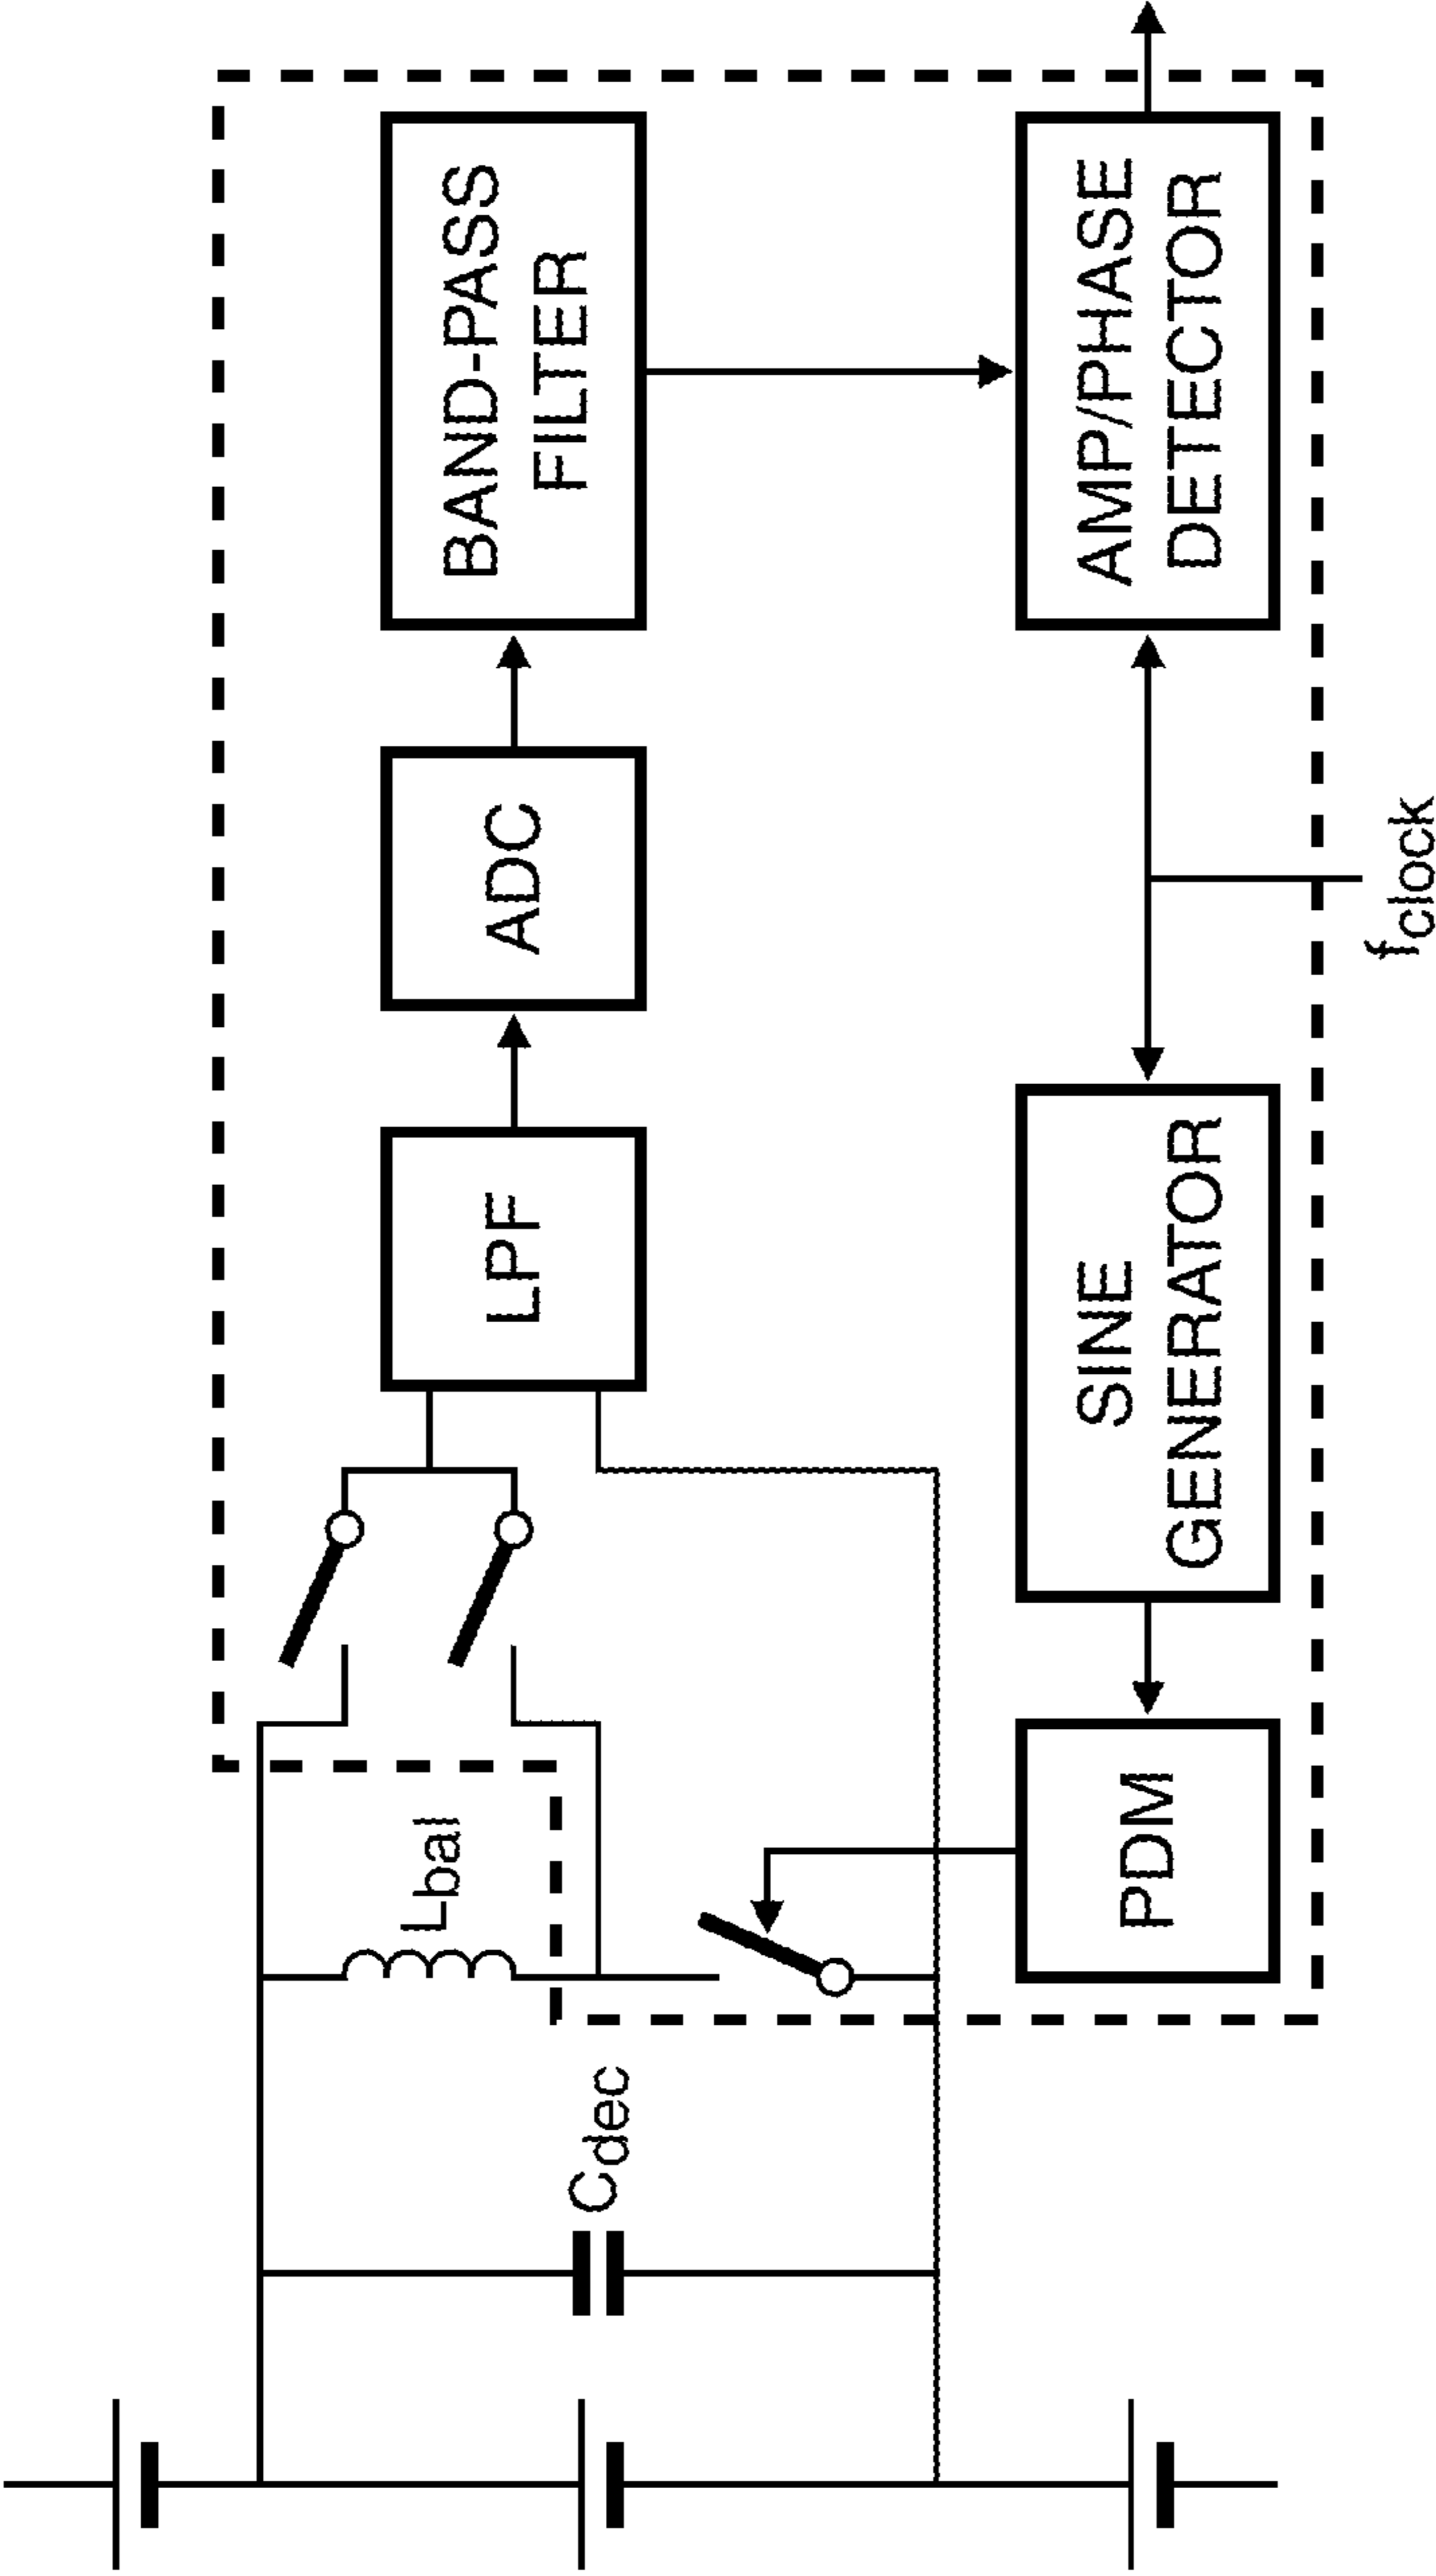 C_dec
L_bal
LPF
ADC
BAND-PASS
FILTER
PDM
SINE
GENERATOR
AMP/PHASE
DETECTOR
f_clock